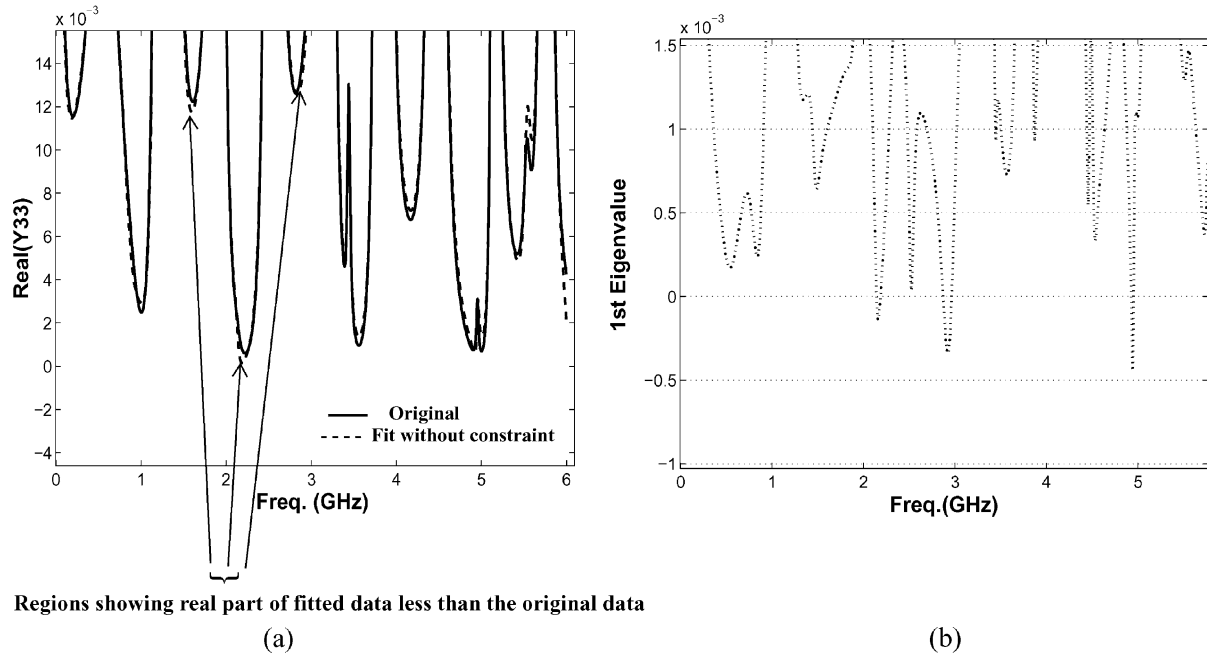 x 10⁻³
14
12
10
8
6
4
2
0
−2
−4
Real(Y33)
Original
Fit without constraint
0 1 2 3 4 5 6
Freq. (GHz)
Regions showing real part of fitted data less than the original data
(a)
x 10⁻³
1.5
1
0.5
0
−0.5
−1
1st Eigenvalue
0 1 2 3 4 5
Freq.(GHz)
(b)